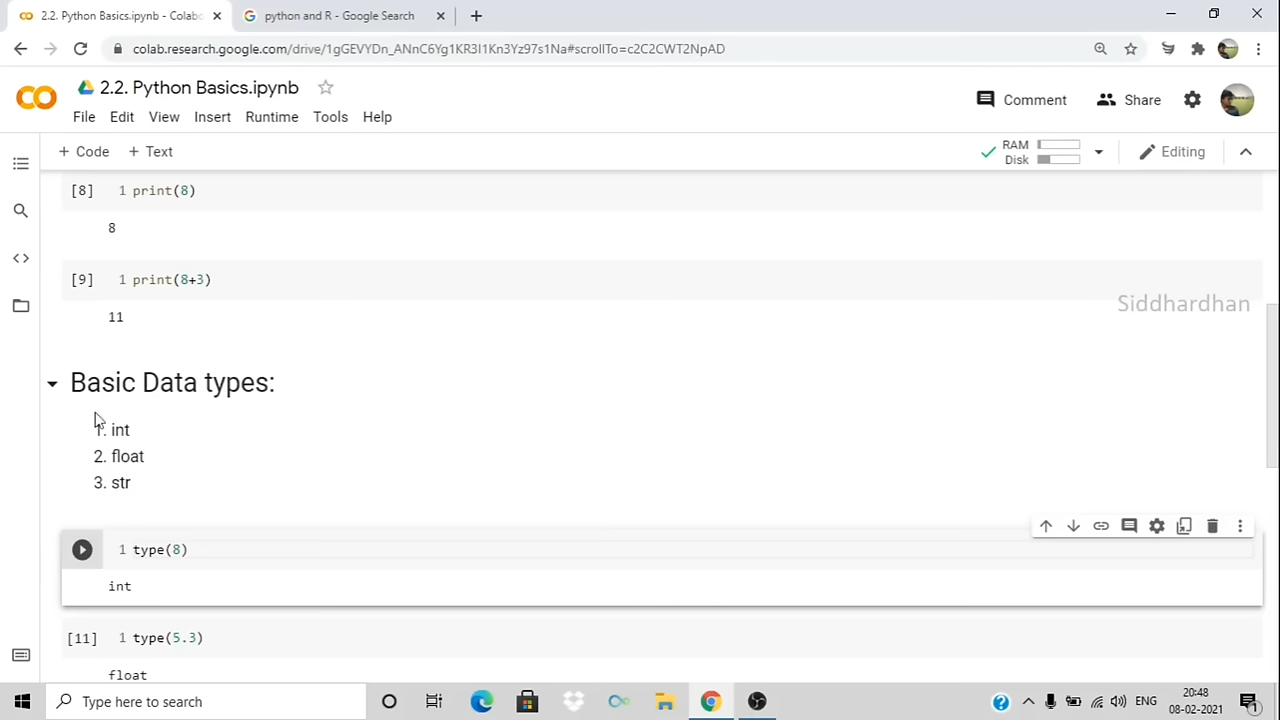 2.2. Python Basics.ipynb - Colabo
python and R - Google Search
colab.research.google.com/drive/1gGEVYDn_ANnC6Yg1KR3I1Kn3Yz97s1Na#scrollTo=c2C2CWT2NpAD
2.2. Python Basics.ipynb
Comment
Share
File Edit View Insert Runtime Tools Help
+ Code + Text
RAM
Disk
Editing
[8] 1 print(8)
8
[9] 1 print(8+3)
11
Siddhardhan
Basic Data types:
1. int
2. float
3. str
1 type(8)
int
[11] 1 type(5.3)
float
Type here to search
ENG
20:48
08-02-2021
1